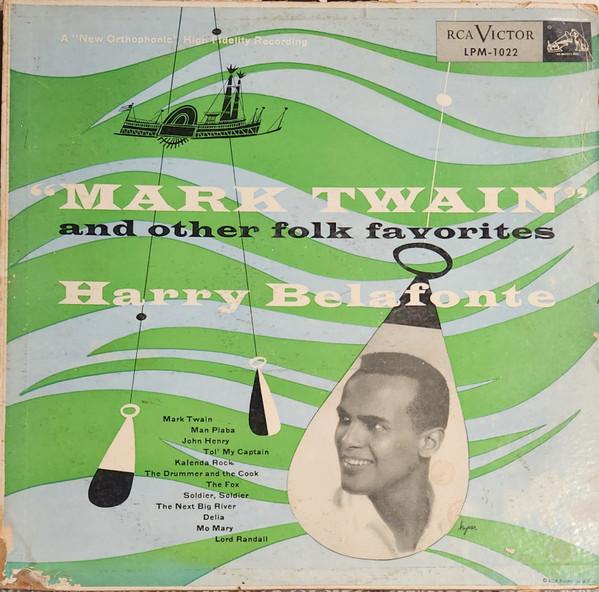 A "New Orthophonic" High Fidelity Recording
RCA VICTOR
LPM-1022
"MARK TWAIN"
and other folk favorites
Harry Belafonte
Mark Twain
Man Piaba
John Henry
Tol' My Captain
Kalenda Rock
The Drummer and the Cook
The Fox
Soldier, Soldier
The Next Big River
Delia
Mo Mary
Lord Randall